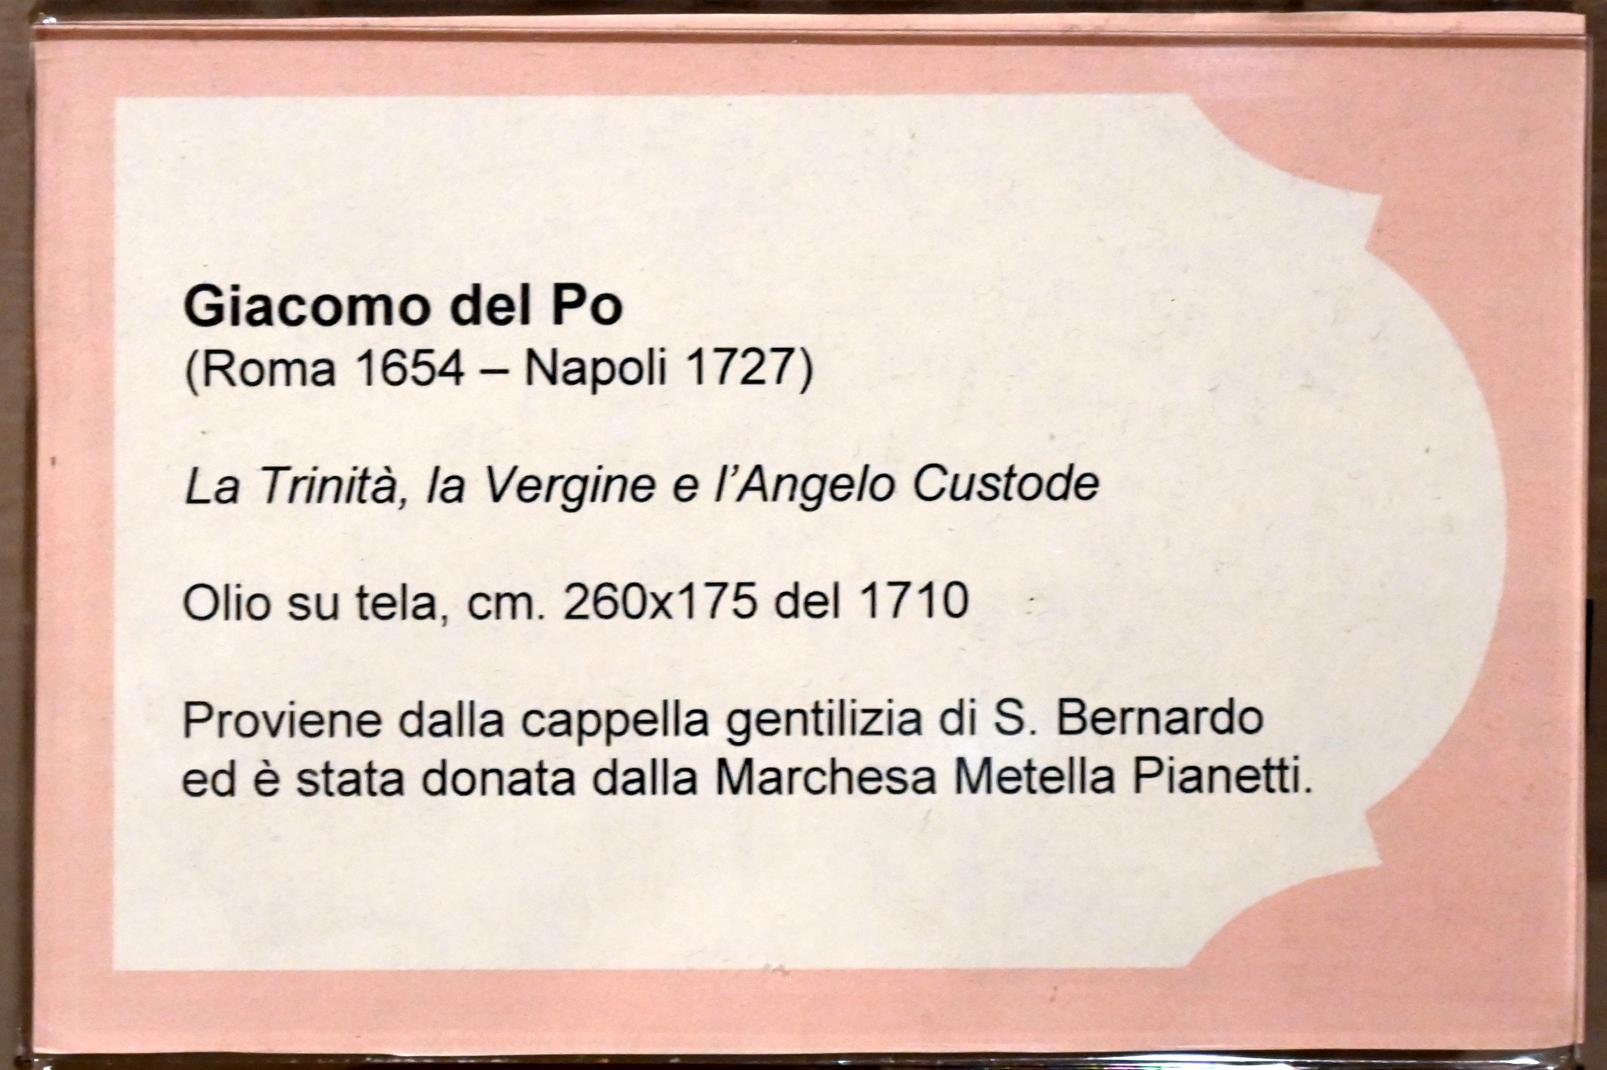 Giacomo del Po
(Roma 1654 – Napoli 1727)
La Trinità, la Vergine e l’Angelo Custode
Olio su tela, cm. 260x175 del 1710
Proviene dalla cappella gentilizia di S. Bernardo
ed è stata donata dalla Marchesa Metella Pianetti.